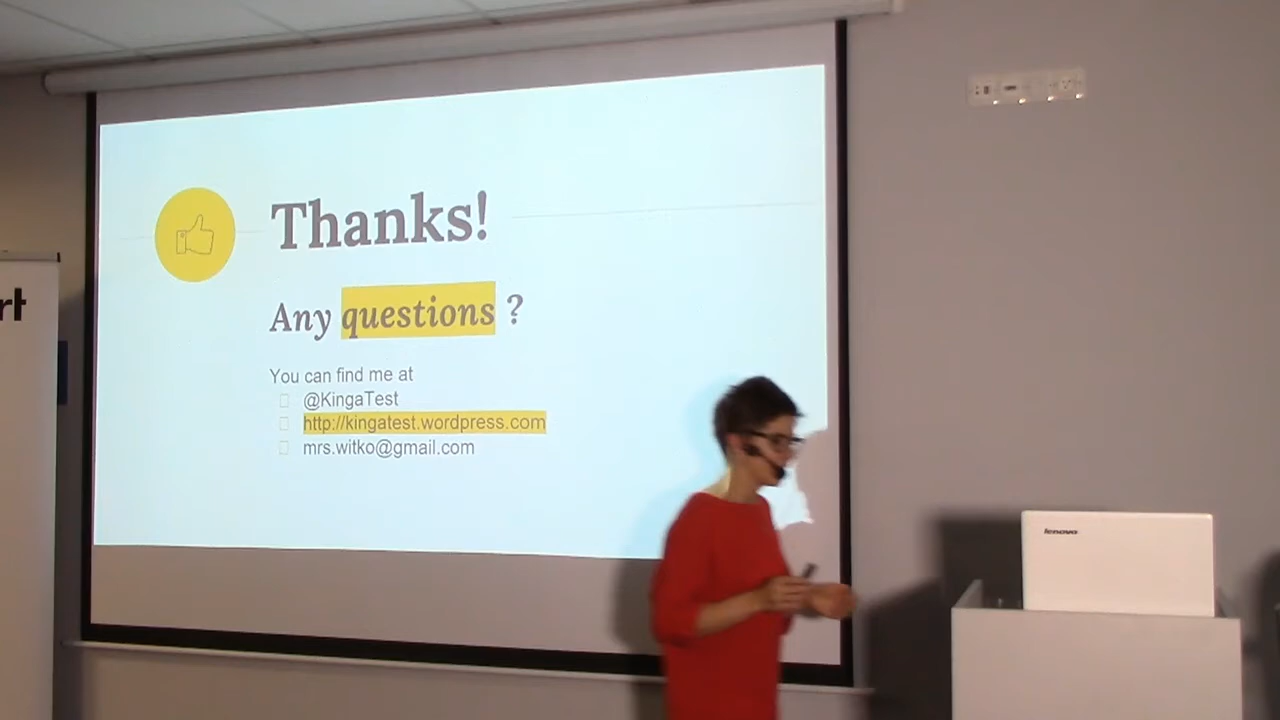 Thanks!
Any questions ?
You can find me at
@KingaTest
http://kingatest.wordpress.com
mrs.witko@gmail.com
rt
lenovo